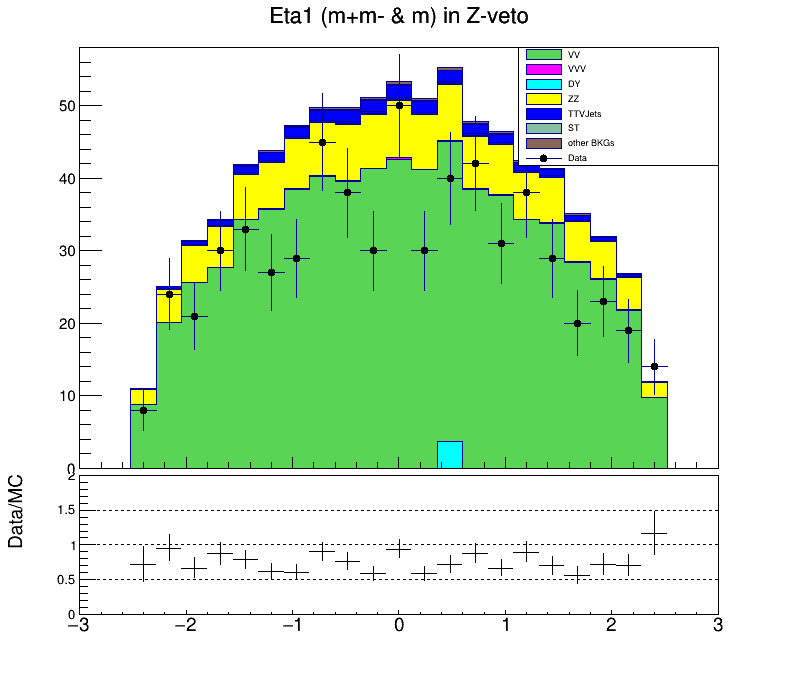 Eta1 (m+m- & m) in Z-veto
VV
VVV
DY
ZZ
TTVJets
ST
other BKGs
Data
50
40
30
20
10
0
Data/MC
2
1.5
1
0.5
0
−3 −2 −1 0 1 2 3